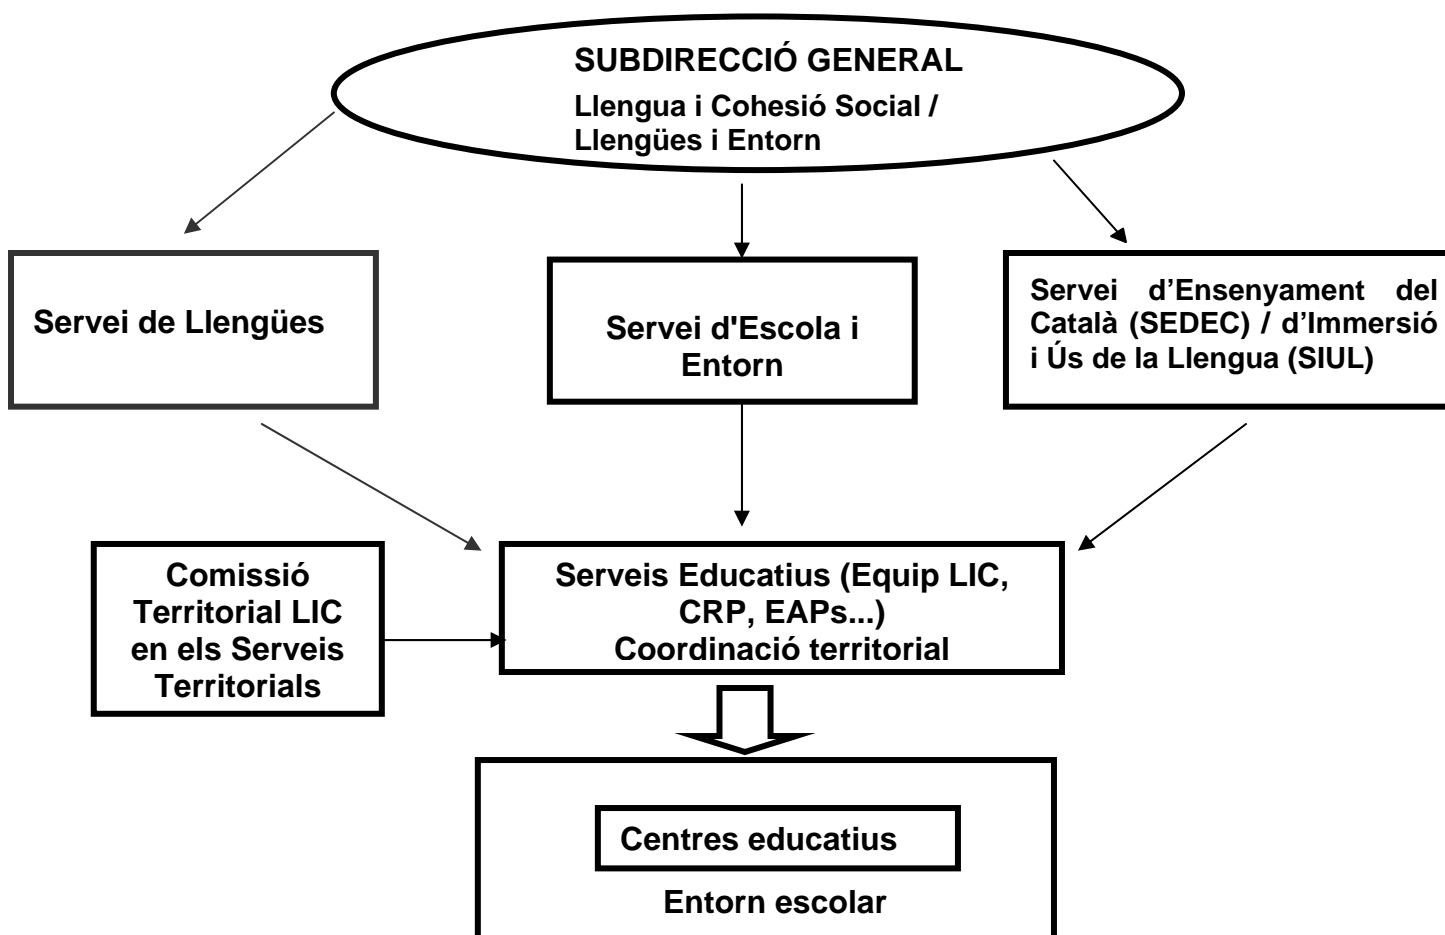 SUBDIRECCIÓ GENERAL
Llengua i Cohesió Social /
Llengües i Entorn
Servei de Llengües
Servei d'Escola i
Entorn
Servei d’Ensenyament del
Català (SEDEC) / d’Immersió
i Ús de la Llengua (SIUL)
Comissió
Territorial LIC
en els Serveis
Territorials
Serveis Educatius (Equip LIC,
CRP, EAPs...)
Coordinació territorial
Centres educatius
Entorn escolar